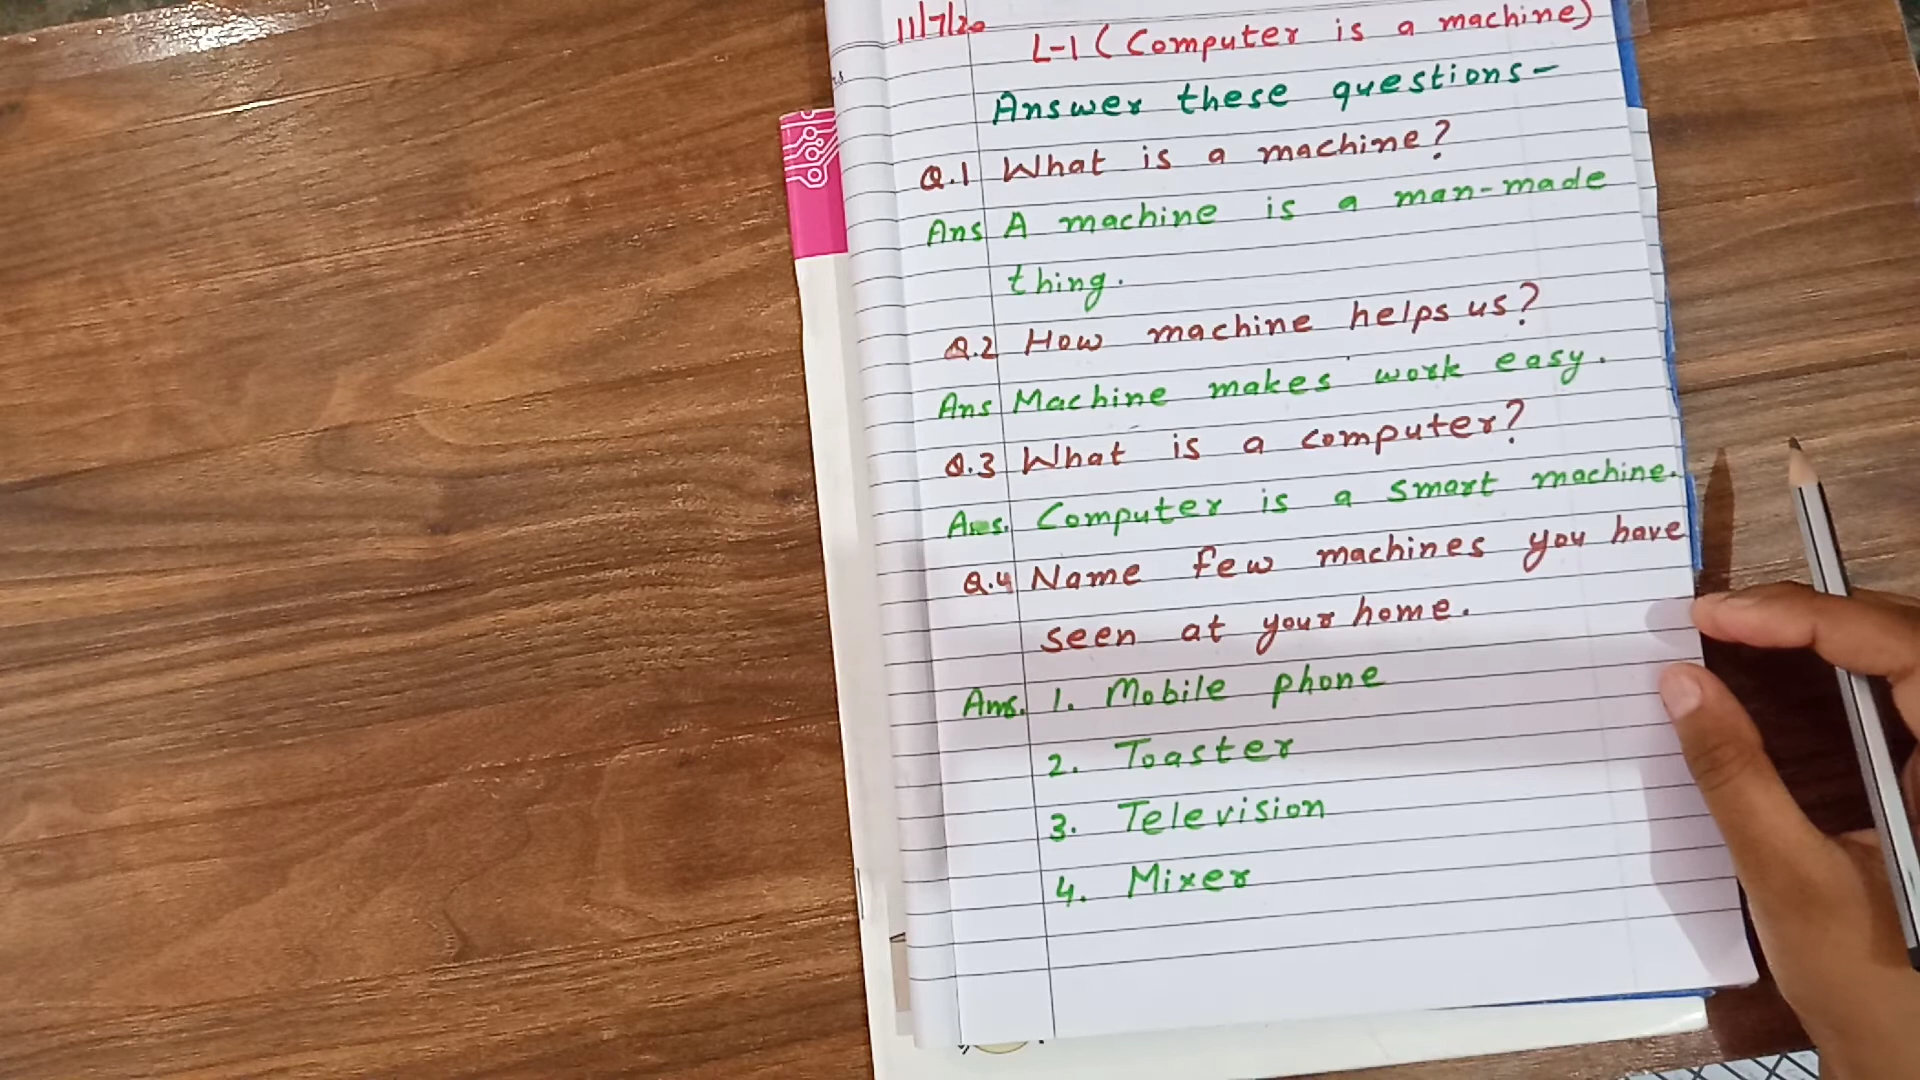 11/7/20
L-1 (Computer is a machine)
Answer these questions-
Q.1 What is a machine?
Ans A machine is a man-made
thing.
Q.2 How machine helps us?
Ans Machine makes work easy.
Q.3 What is a computer?
Ans. Computer is a smart machine.
Q.4 Name few machines you have
seen at your home.
Ans. 1. Mobile phone
2. Toaster
3. Television
4. Mixer